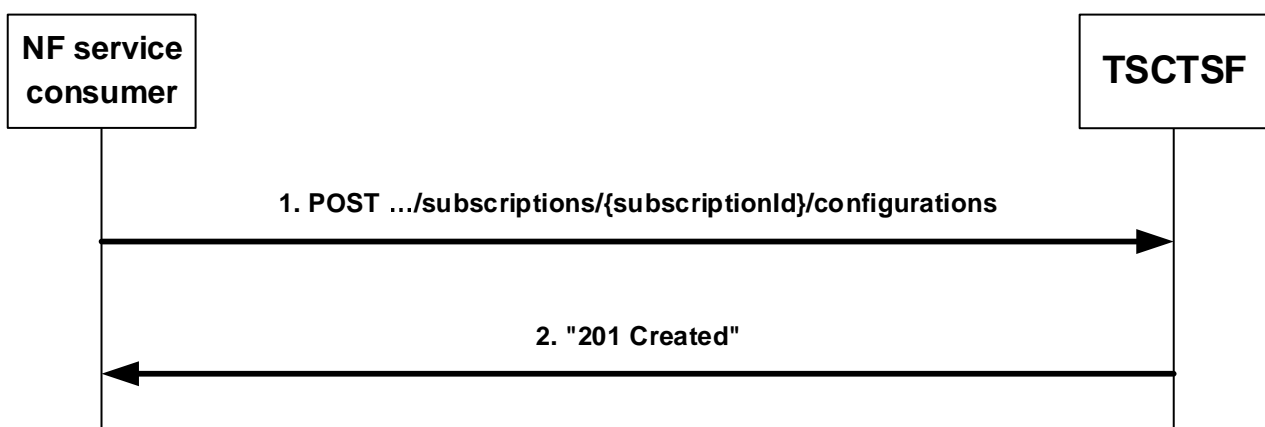 NF service
consumer
TSCTSF
1. POST …/subscriptions/{subscriptionId}/configurations
2. "201 Created"